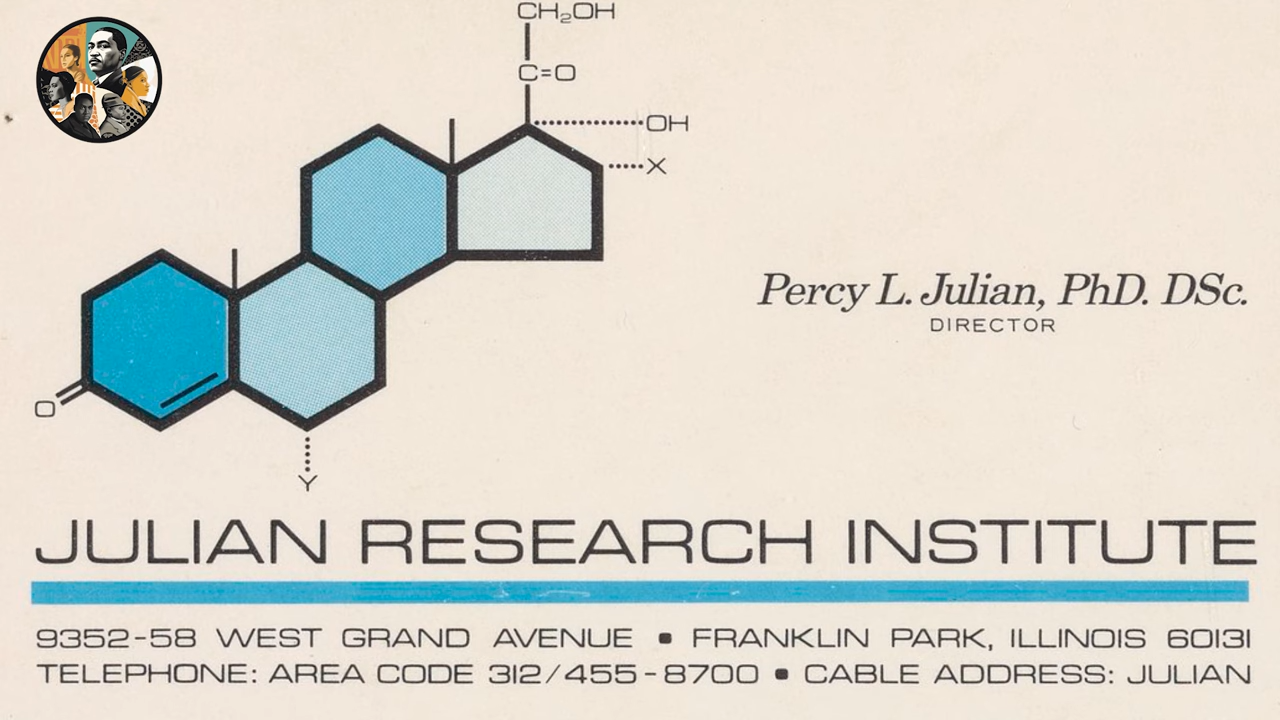 CH₂OH
C=O
OH
X
O
Y
Percy L. Julian, PhD. DSc.
DIRECTOR
JULIAN RESEARCH INSTITUTE
9352-58 WEST GRAND AVENUE • FRANKLIN PARK, ILLINOIS 60131
TELEPHONE: AREA CODE 312/455-8700 • CABLE ADDRESS: JULIAN